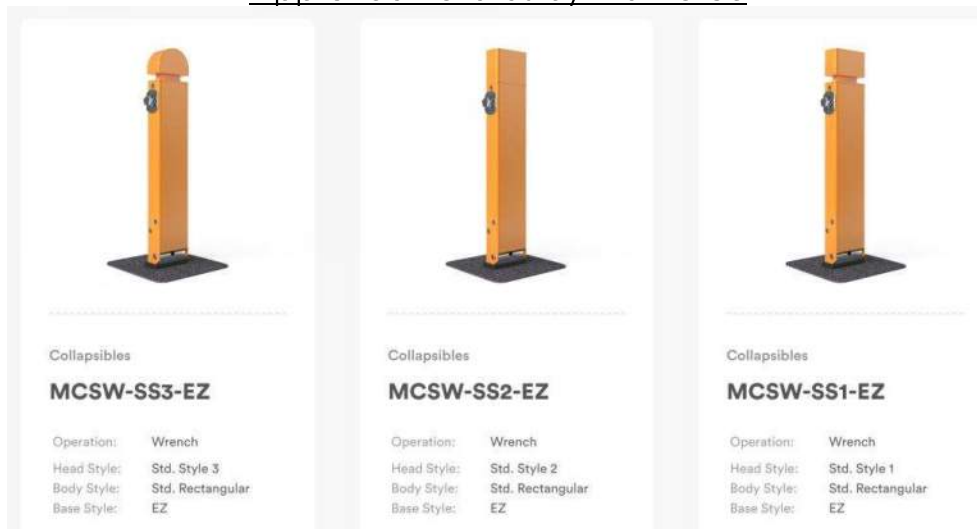 Collapsibles
MCSW-SS3-EZ
Operation: Wrench
Head Style: Std. Style 3
Body Style: Std. Rectangular
Base Style: EZ
Collapsibles
MCSW-SS2-EZ
Operation: Wrench
Head Style: Std. Style 2
Body Style: Std. Rectangular
Base Style: EZ
Collapsibles
MCSW-SS1-EZ
Operation: Wrench
Head Style: Std. Style 1
Body Style: Std. Rectangular
Base Style: EZ